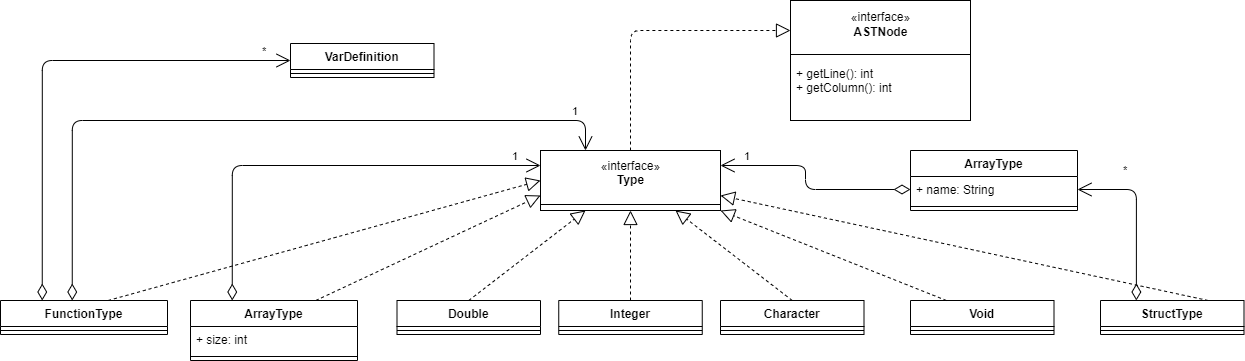 «interface»
ASTNode
+ getLine(): int
+ getColumn(): int
*
VarDefinition
1
1
«interface»
Type
1
ArrayType
+ name: String
*
FunctionType
ArrayType
+ size: int
Double
Integer
Character
Void
StructType